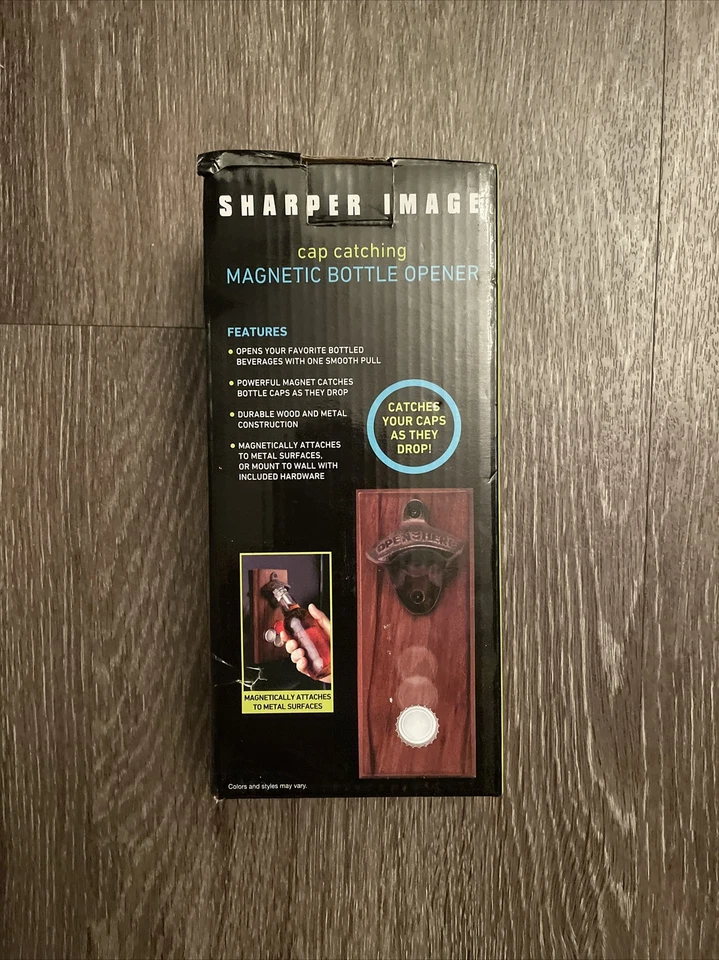 SHARPER IMAGE
cap catching
MAGNETIC BOTTLE OPENER
FEATURES
• OPENS YOUR FAVORITE BOTTLED
BEVERAGES WITH ONE SMOOTH PULL
• POWERFUL MAGNET CATCHES
BOTTLE CAPS AS THEY DROP
• DURABLE WOOD AND METAL
CONSTRUCTION
• MAGNETICALLY ATTACHES
TO METAL SURFACES,
OR MOUNT TO WALL WITH
INCLUDED HARDWARE
CATCHES
YOUR CAPS
AS THEY
DROP!
OPEN HERE
MAGNETICALLY ATTACHES
TO METAL SURFACES
Colors and styles may vary.